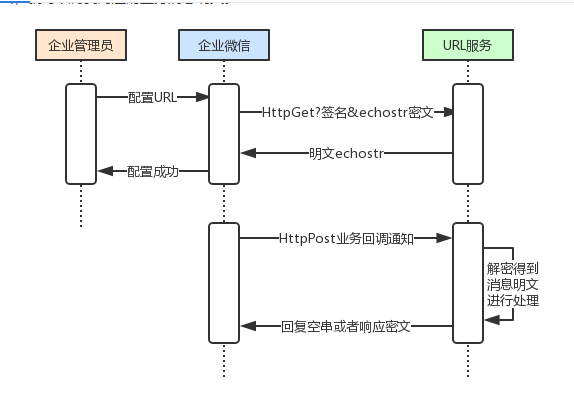 企业管理员
企业微信
URL服务
配置URL
HttpGet?签名&echostr密文
明文echostr
配置成功
HttpPost业务回调通知
解密得到
消息明文
进行处理
回复空串或者响应密文